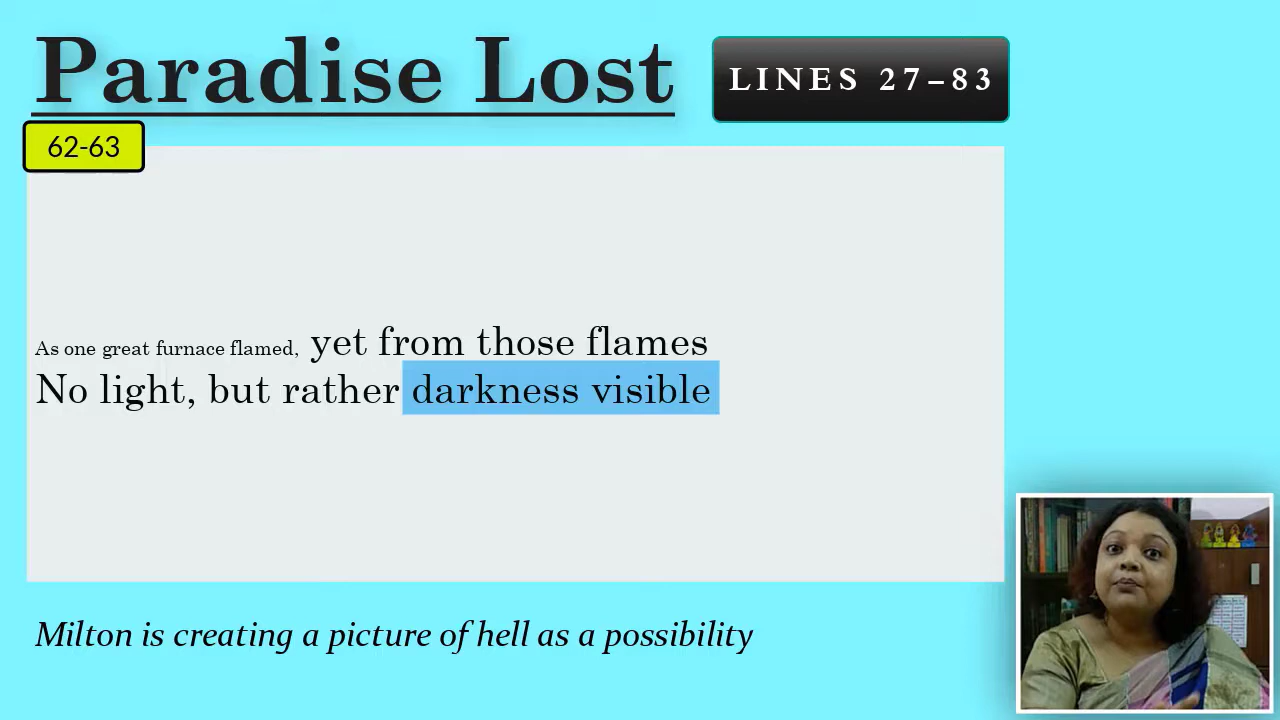 Paradise Lost
LINES 27–83
62-63
As one great furnace flamed, yet from those flames
No light, but rather darkness visible
Milton is creating a picture of hell as a possibility